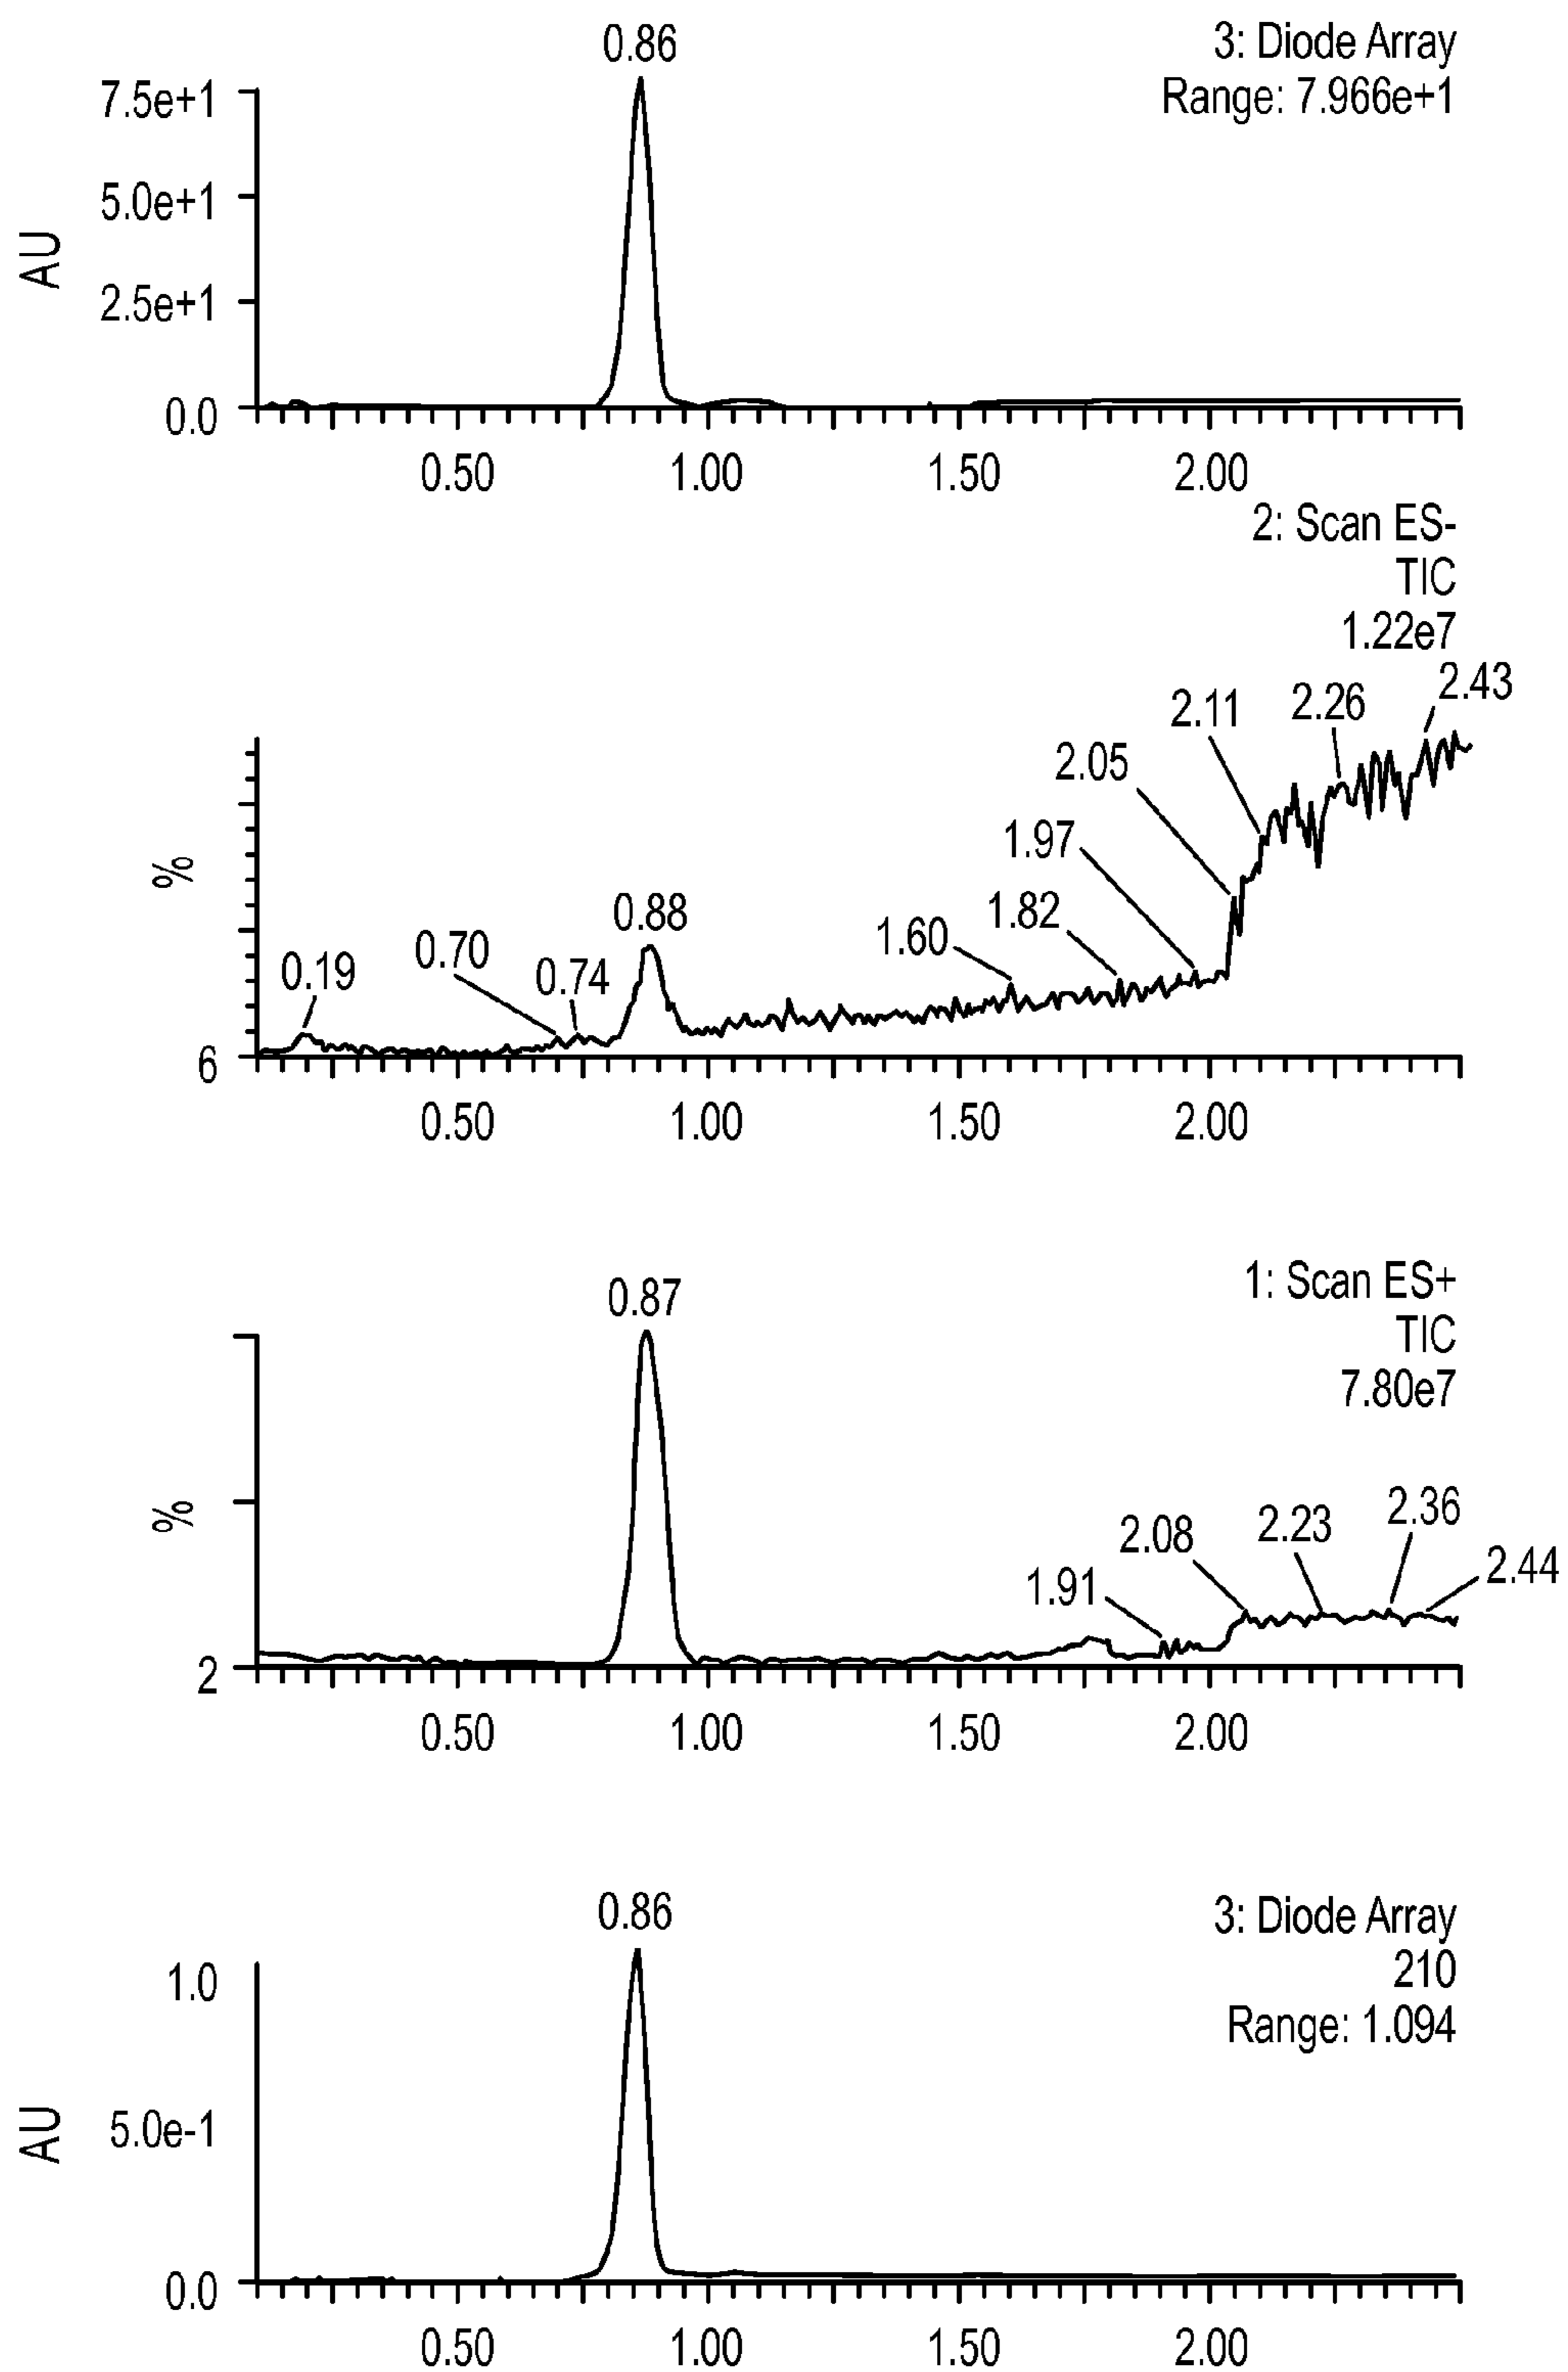 0.86
3: Diode Array
Range: 7.966e+1
7.5e+1
5.0e+1
AU
2.5e+1
0.0
0.50 1.00 1.50 2.00
2: Scan ES-
TIC
1.22e7
2.43
2.26
2.11
2.05
1.97
%
0.88
1.82
1.60
0.70
0.19
0.74
6
0.50 1.00 1.50 2.00
1: Scan ES+
0.87
TIC
7.80e7
%
2.36
2.23
2.08
2.44
1.91
2
0.50 1.00 1.50 2.00
0.86
3: Diode Array
210
1.0
Range: 1.094
AU
5.0e-1
0.0
0.50 1.00 1.50 2.00